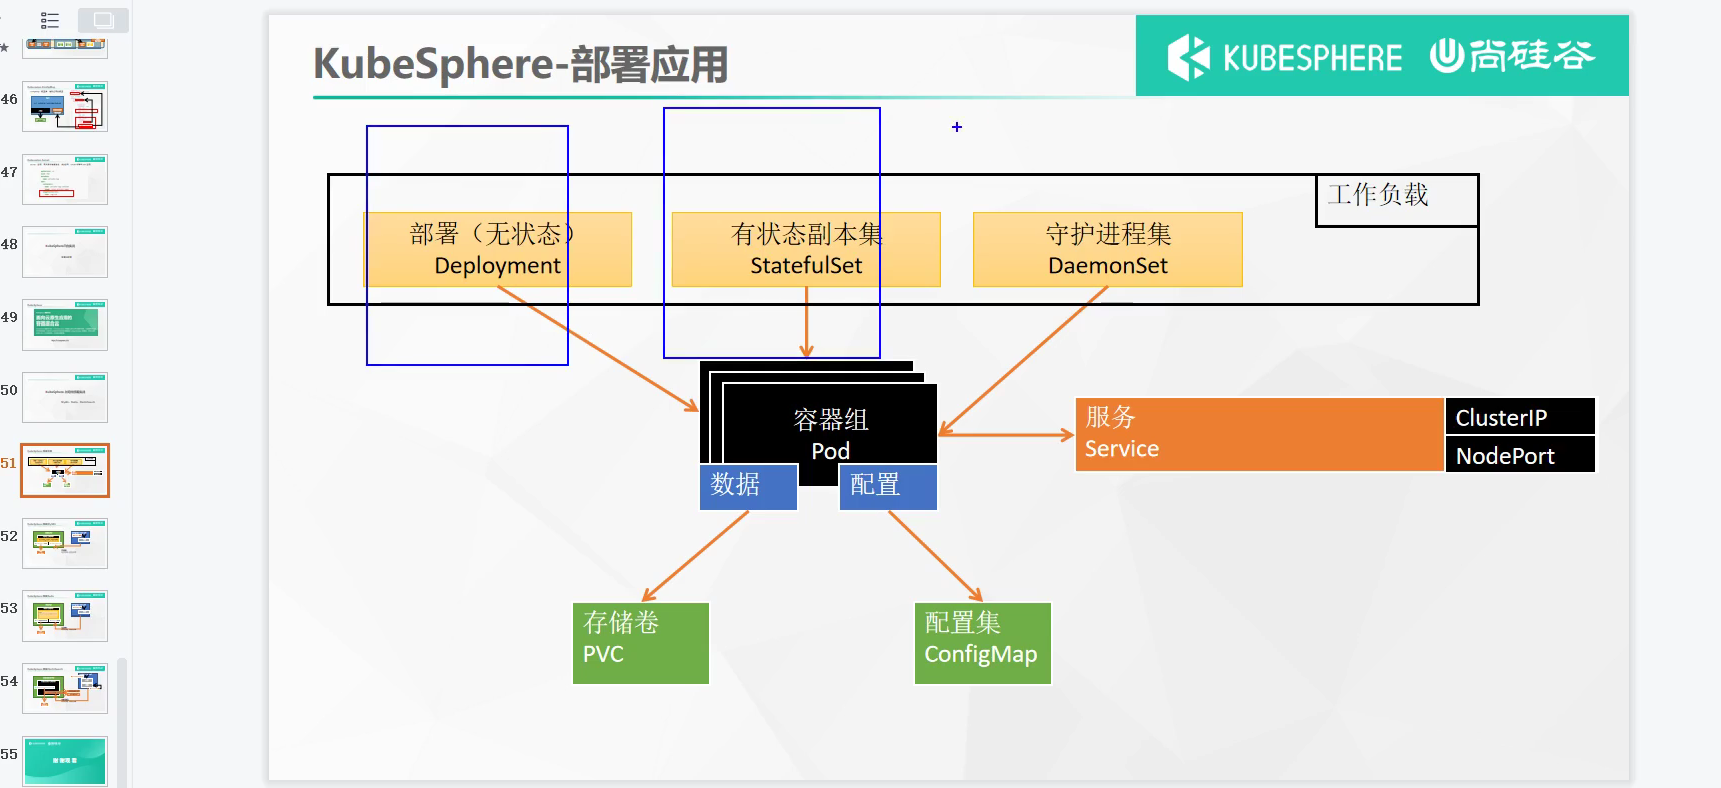 KubeSphere-部署应用
KUBESPHERE
尚硅谷
工作负载
部署（无状态）
Deployment
有状态副本集
StatefulSet
守护进程集
DaemonSet
容器组
Pod
数据
配置
服务
Service
ClusterIP
NodePort
存储卷
PVC
配置集
ConfigMap
46
47
48
49
50
51
52
53
54
55